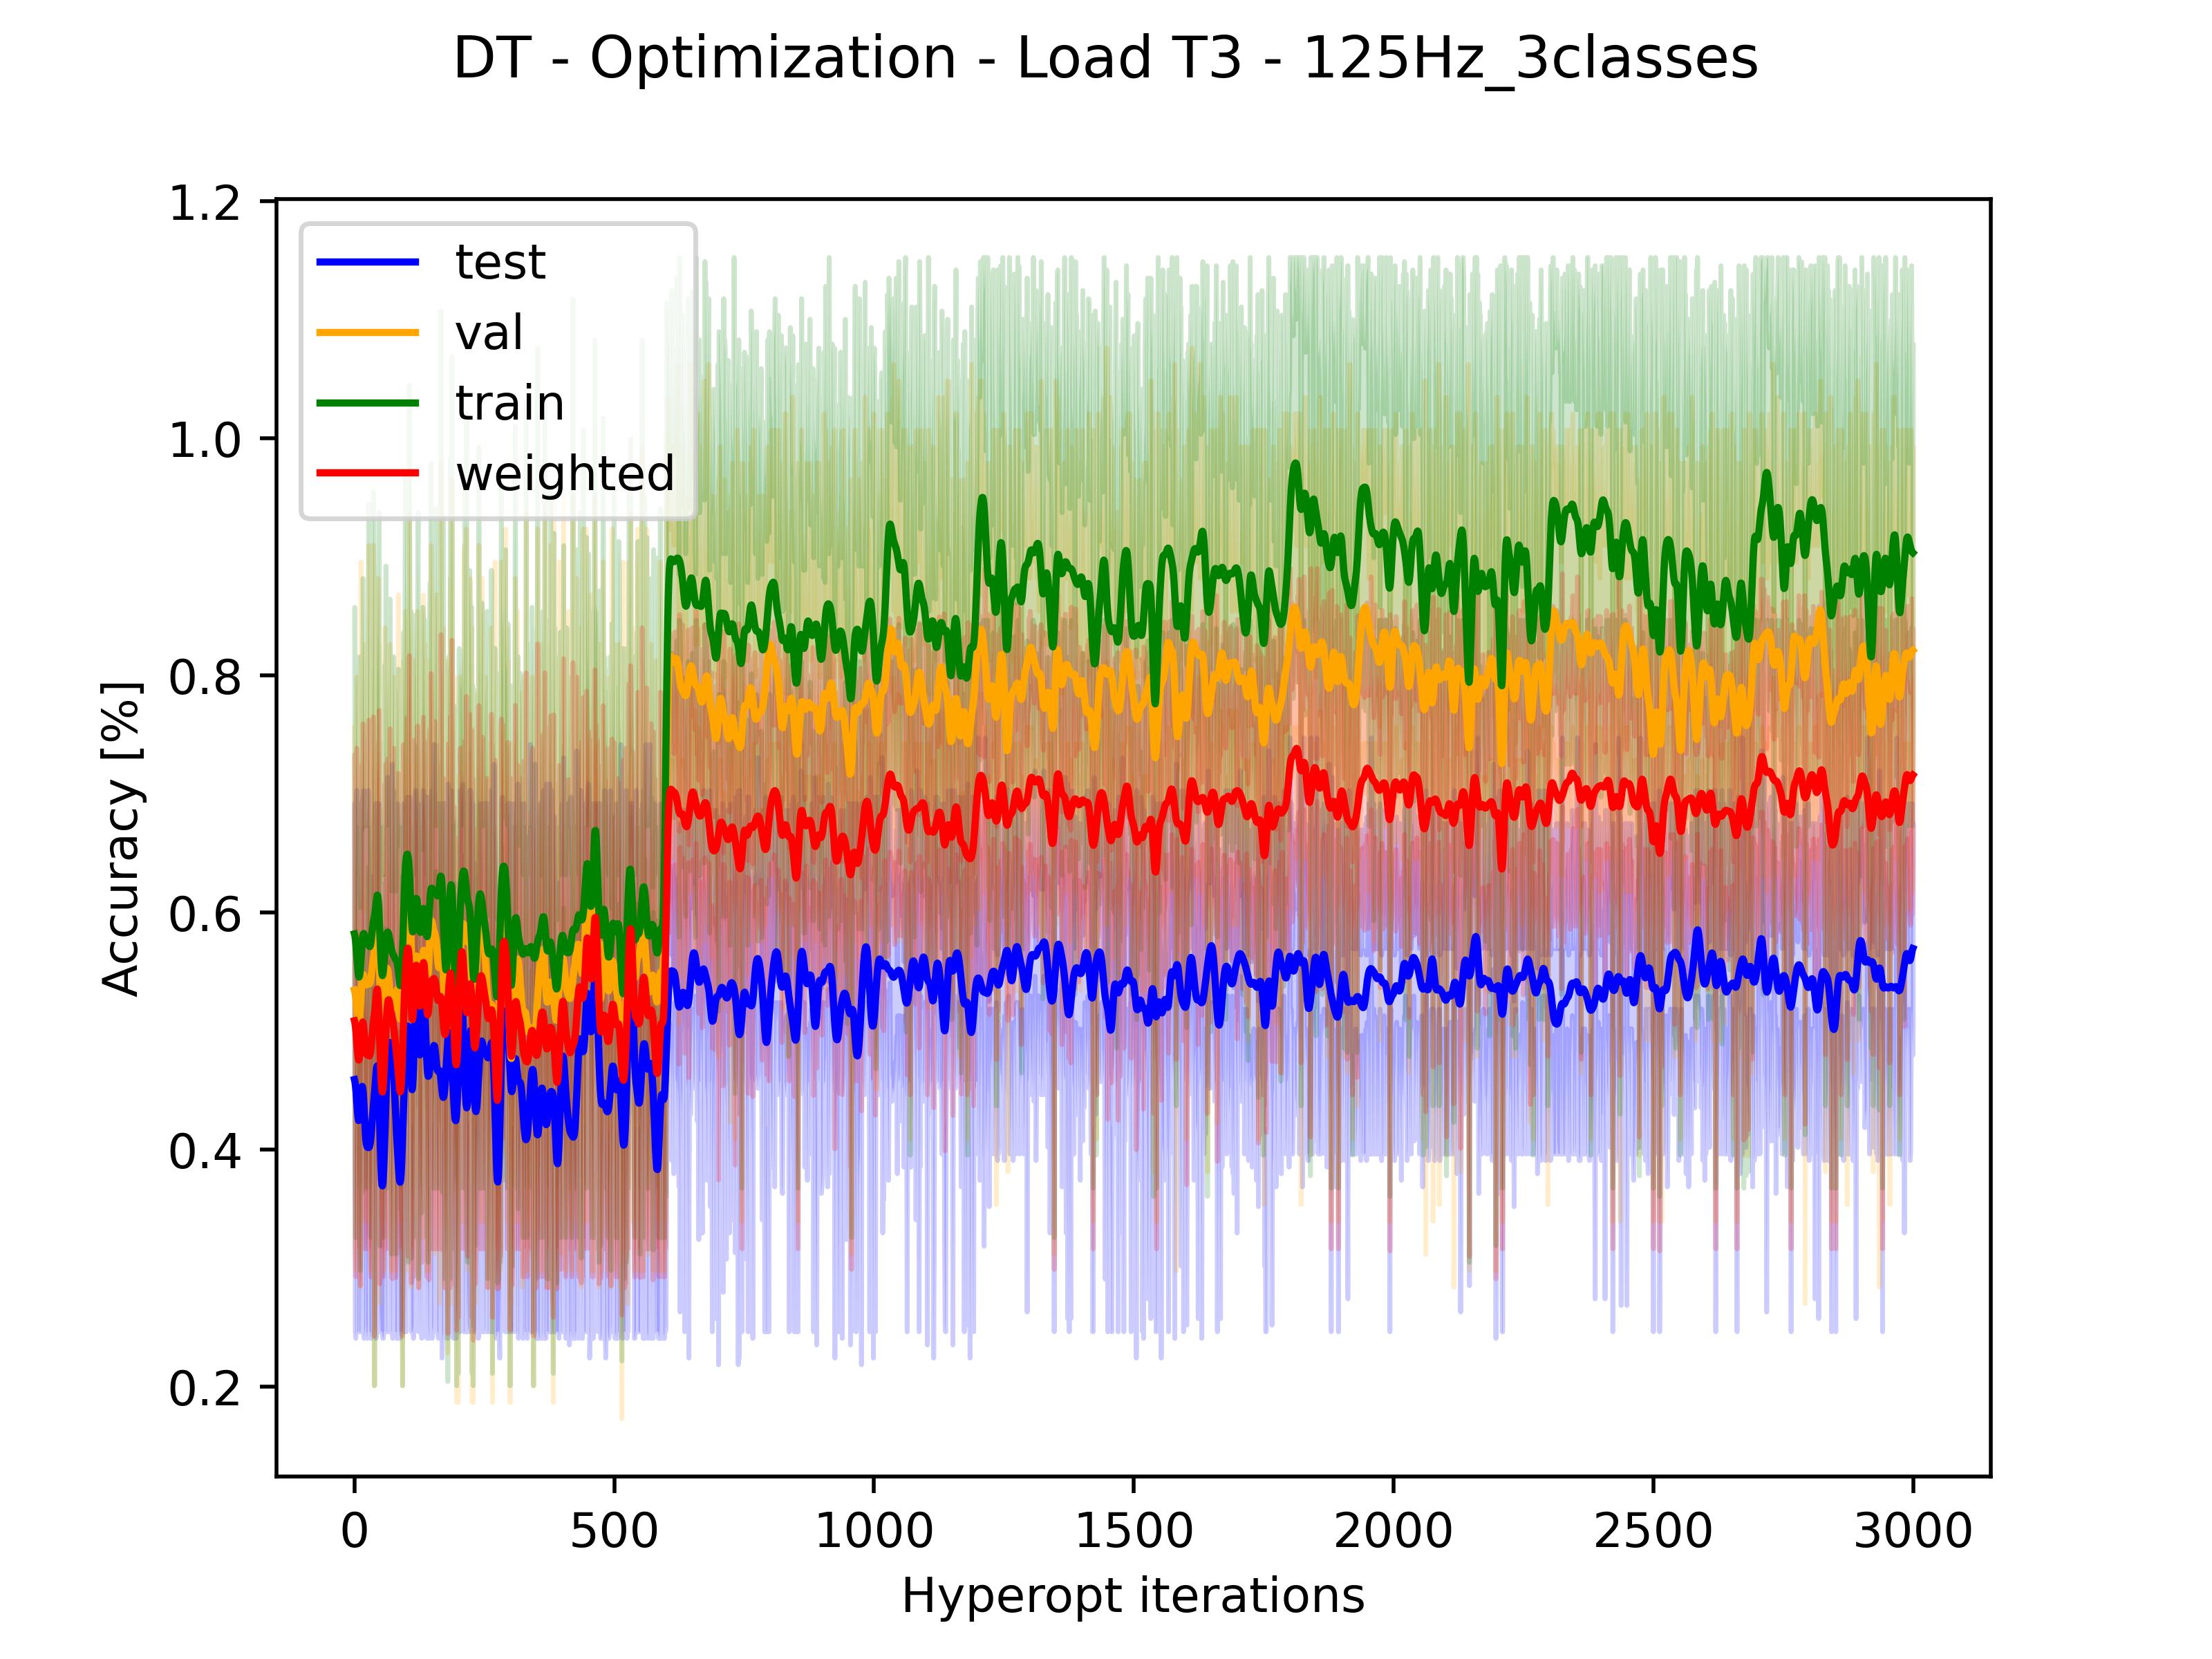 DT - Optimization - Load T3 - 125Hz_3classes
1.2
1.0
0.8
0.6
0.4
0.2
Accuracy [%]
test
val
train
weighted
0 500 1000 1500 2000 2500 3000
Hyperopt iterations